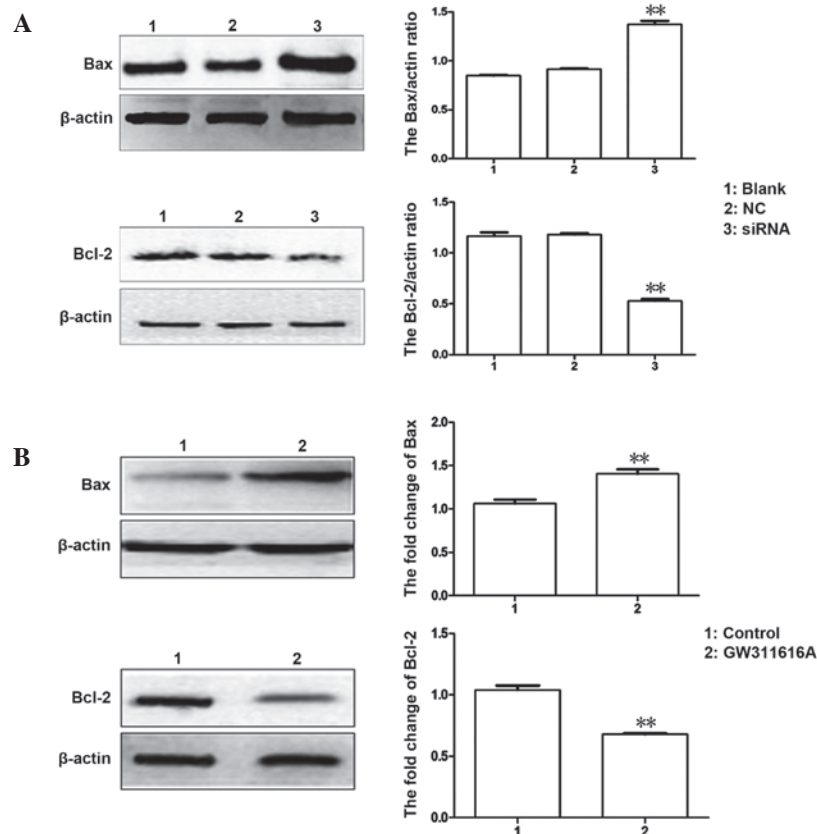 A
1 2 3
Bax
β-actin
The Bax/actin ratio
1.5
1.0
0.5
0.0
**
1 2 3
1 2 3
Bcl-2
β-actin
The Bcl-2/actin ratio
1.5
1.0
0.5
0.0
**
1 2 3
1: Blank
2: NC
3: siRNA
B
1 2
Bax
β-actin
The fold change of Bax
2.0
1.5
1.0
0.5
0.0
**
1 2
1 2
Bcl-2
β-actin
The fold change of Bcl-2
1.5
1.0
0.5
0.0
**
1 2
1: Control
2: GW311616A